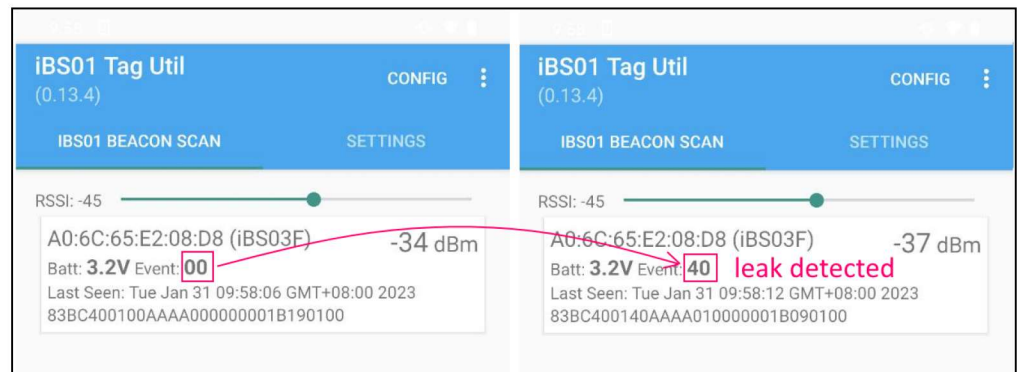 iBS01 Tag Util
CONFIG
(0.13.4)
IBS01 BEACON SCAN
SETTINGS
RSSI: -45
A0:6C:65:E2:08:D8 (iBS03F)
-34 dBm
Batt: 3.2V Event: 00
Last Seen: Tue Jan 31 09:58:06 GMT+08:00 2023
83BC400100AAAA000000001B190100
iBS01 Tag Util
CONFIG
(0.13.4)
IBS01 BEACON SCAN
SETTINGS
RSSI: -45
A0:6C:65:E2:08:D8 (iBS03F)
-37 dBm
Batt: 3.2V Event: 40 leak detected
Last Seen: Tue Jan 31 09:58:12 GMT+08:00 2023
83BC400140AAAA010000001B090100